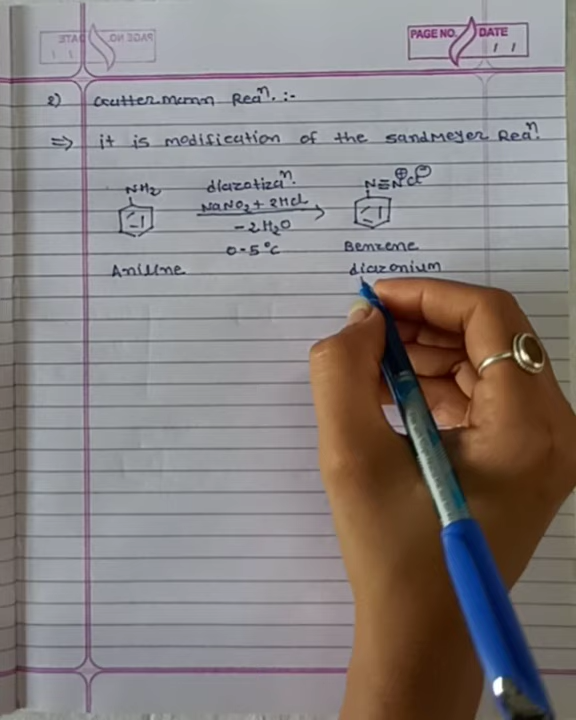 PAGE NO.
DATE
/ /
2) Gattermann Reaⁿ. :-
⇒ it is modification of the sandmeyer Reaⁿ.
NH₂
diazotizaⁿ.
NaNO₂ + 2HCl
- 2H₂O
0-5°C
N≡N⊕Cl⊖
Aniline
Benzene
diazonium